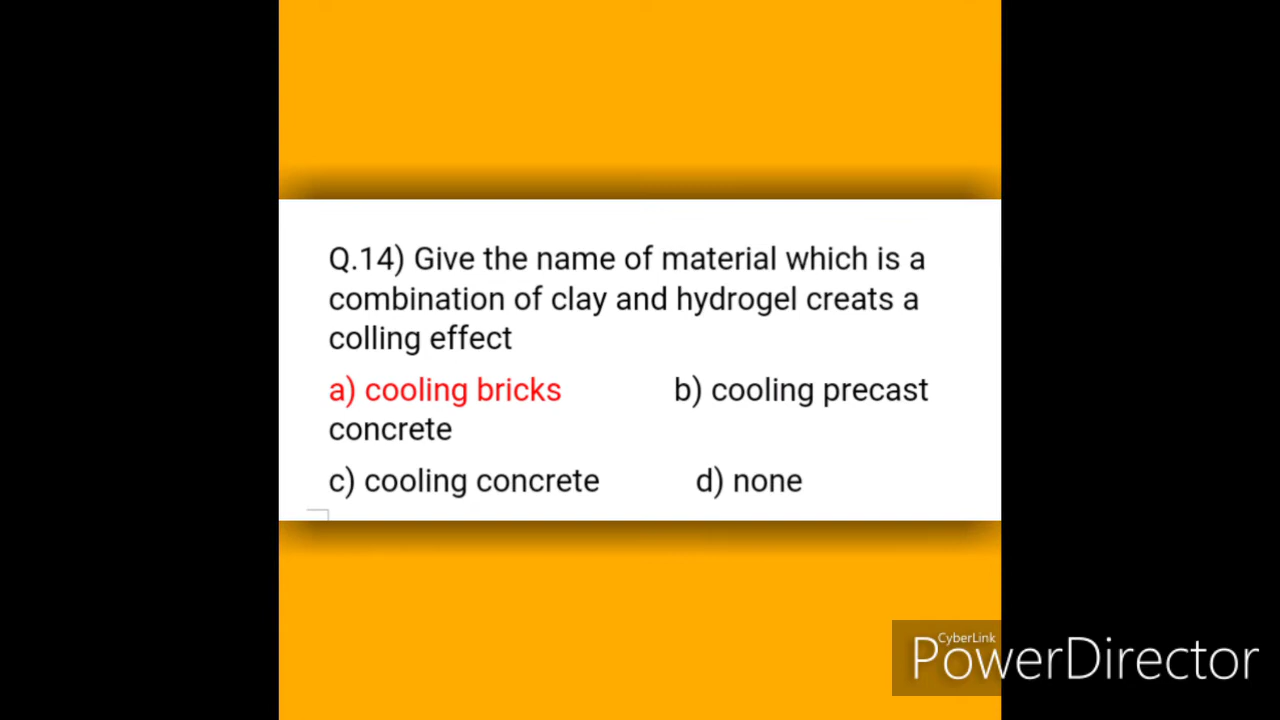 Q.14) Give the name of material which is a
combination of clay and hydrogel creats a
colling effect
a) cooling bricks b) cooling precast
concrete
c) cooling concrete d) none
CyberLink
PowerDirector